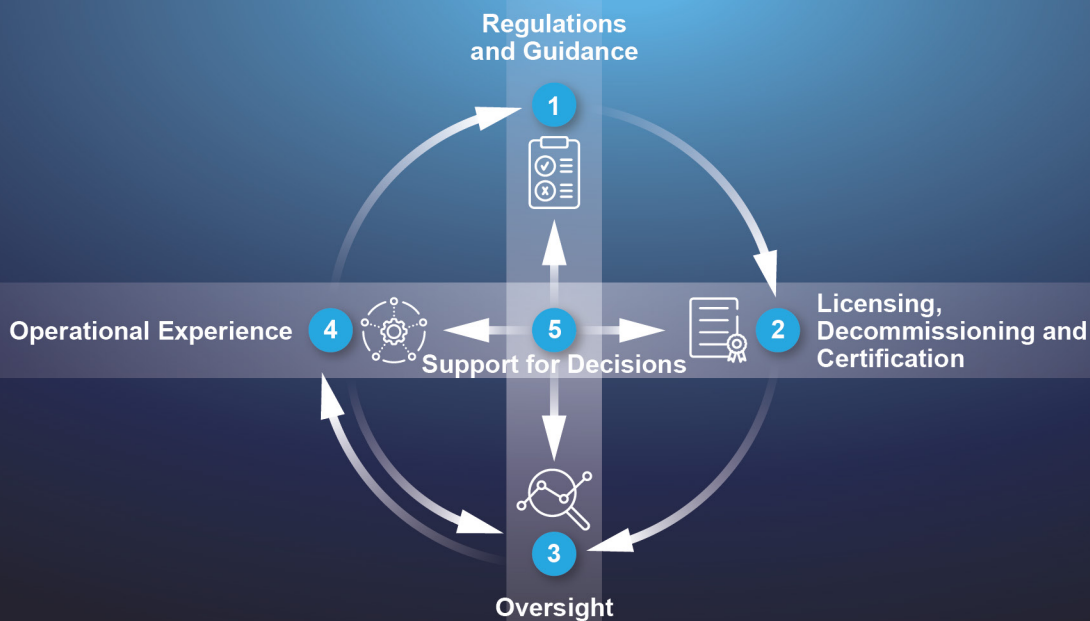 Regulations
and Guidance
1
Operational Experience
4
5
Support for Decisions
2
Licensing,
Decommissioning and
Certification
3
Oversight